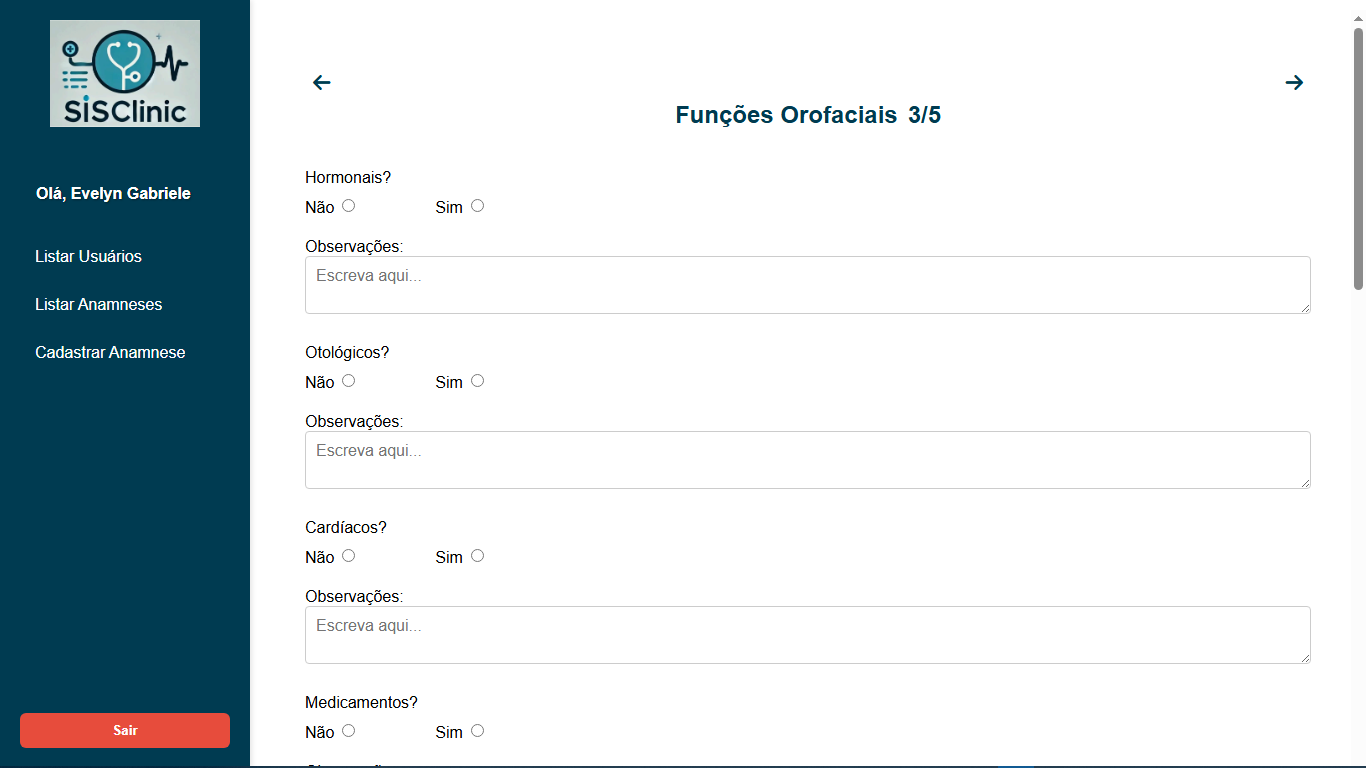 SiSClinic
Olá, Evelyn Gabriele
Listar Usuários
Listar Anamneses
Cadastrar Anamnese
Sair
Funções Orofaciais 3/5
Hormonais?
Não Sim
Observações:
Escreva aqui...
Otológicos?
Não Sim
Observações:
Escreva aqui...
Cardíacos?
Não Sim
Observações:
Escreva aqui...
Medicamentos?
Não Sim